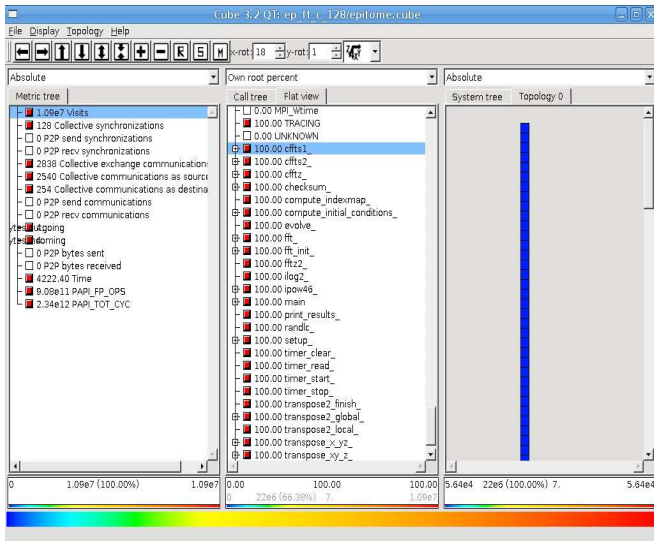 Cube 3.2 QT: ep_ft_c_128/epitome.cube
File Display Topology Help
R S M x-rot: 10 y-rot: 1
Absolute
Own root percent
Absolute
Metric tree
Call tree Flat view
System tree Topology 0
1.09e7 Visits
128 Collective synchronizations
0 P2P send synchronizations
0 P2P recv synchronizations
2838 Collective exchange communications
2540 Collective communications as source
254 Collective communications as destina
0 P2P send communications
0 P2P recv communications
0 P2P bytes sent
0 P2P bytes received
4222.40 Time
9.08e11 PAPI_FP_OPS
2.34e12 PAPI_TOT_CYC
0.00 MPI_Wtime
100.00 TRACING
0.00 UNKNOWN
100.00 cffts1_
100.00 cffts2_
100.00 cfftz_
100.00 checksum_
100.00 compute_indexmap_
100.00 compute_initial_conditions_
100.00 evolve_
100.00 fft_
100.00 fft_init_
100.00 fftz2_
100.00 ilog2_
100.00 ipow46_
100.00 main
100.00 print_results_
100.00 randlc_
100.00 setup_
100.00 timer_clear_
100.00 timer_read_
100.00 timer_start_
100.00 timer_stop_
100.00 transpose2_finish_
100.00 transpose2_global_
100.00 transpose2_local_
100.00 transpose_x_yz_
100.00 transpose_xy_z_
0 1.09e7 (100.00%) 1.09e7
0.00 100.00 100.00
0 22e6 (66.38%) 7. 1.09e7
5.64e4 22e6 (100.00%) 7. 5.64e4